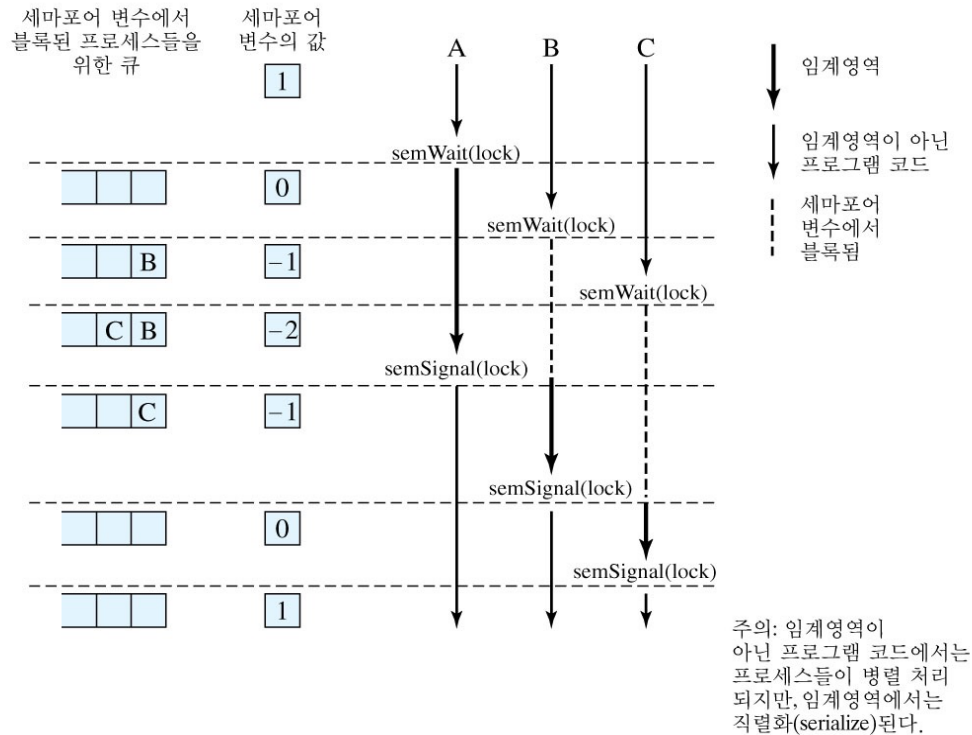 세마포어 변수에서
블록된 프로세스들을
위한 큐
세마포어
변수의 값
A
B
C
1
임계영역
semWait(lock)
임계영역이 아닌
프로그램 코드
0
semWait(lock)
세마포어
변수에서
블록됨
B
−1
semWait(lock)
C B
−2
semSignal(lock)
C
−1
semSignal(lock)
0
semSignal(lock)
1
주의: 임계영역이
아닌 프로그램 코드에서는
프로세스들이 병렬 처리
되지만, 임계영역에서는
직렬화(serialize)된다.